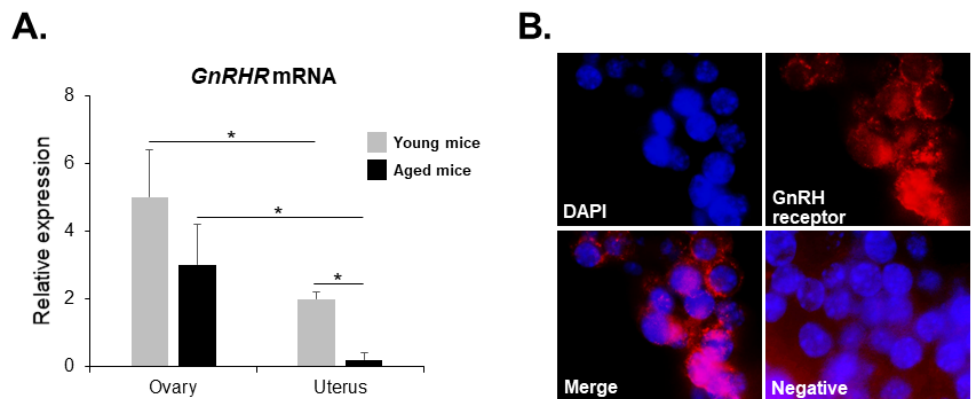 A.
GnRHR mRNA
8
6
4
2
0
Relative expression
*
*
*
Young mice
Aged mice
Ovary
Uterus
B.
DAPI
GnRH
receptor
Merge
Negative